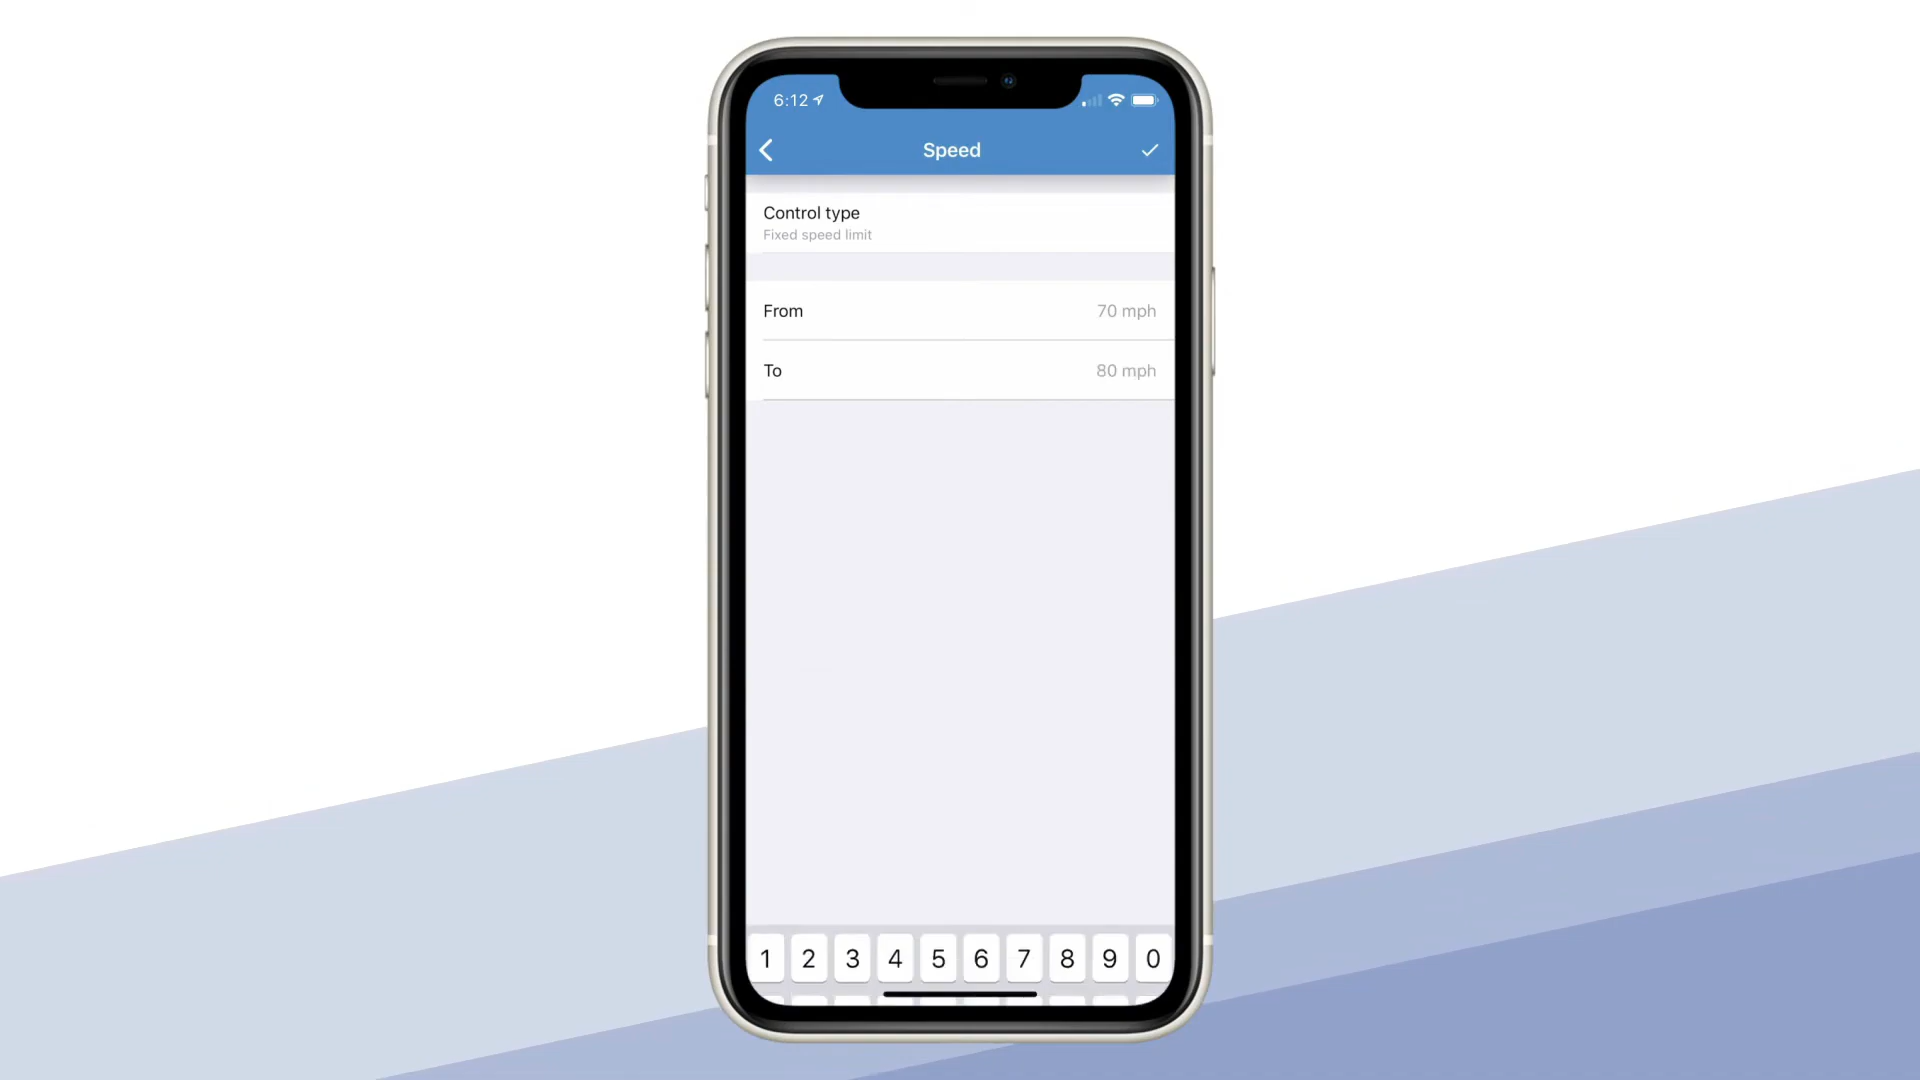 6:12
Speed
Control type
Fixed speed limit
From 70 mph
To 80 mph
1 2 3 4 5 6 7 8 9 0